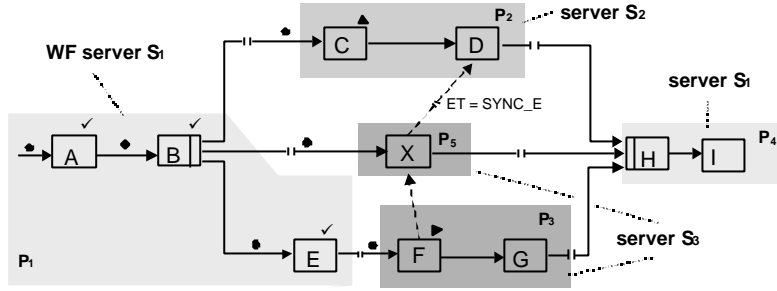 P2
server S2
C
D
WF server S1
ET = SYNC_E
server S1
A
B
X
P5
H
I
P4
P3
P1
E
F
G
server S3